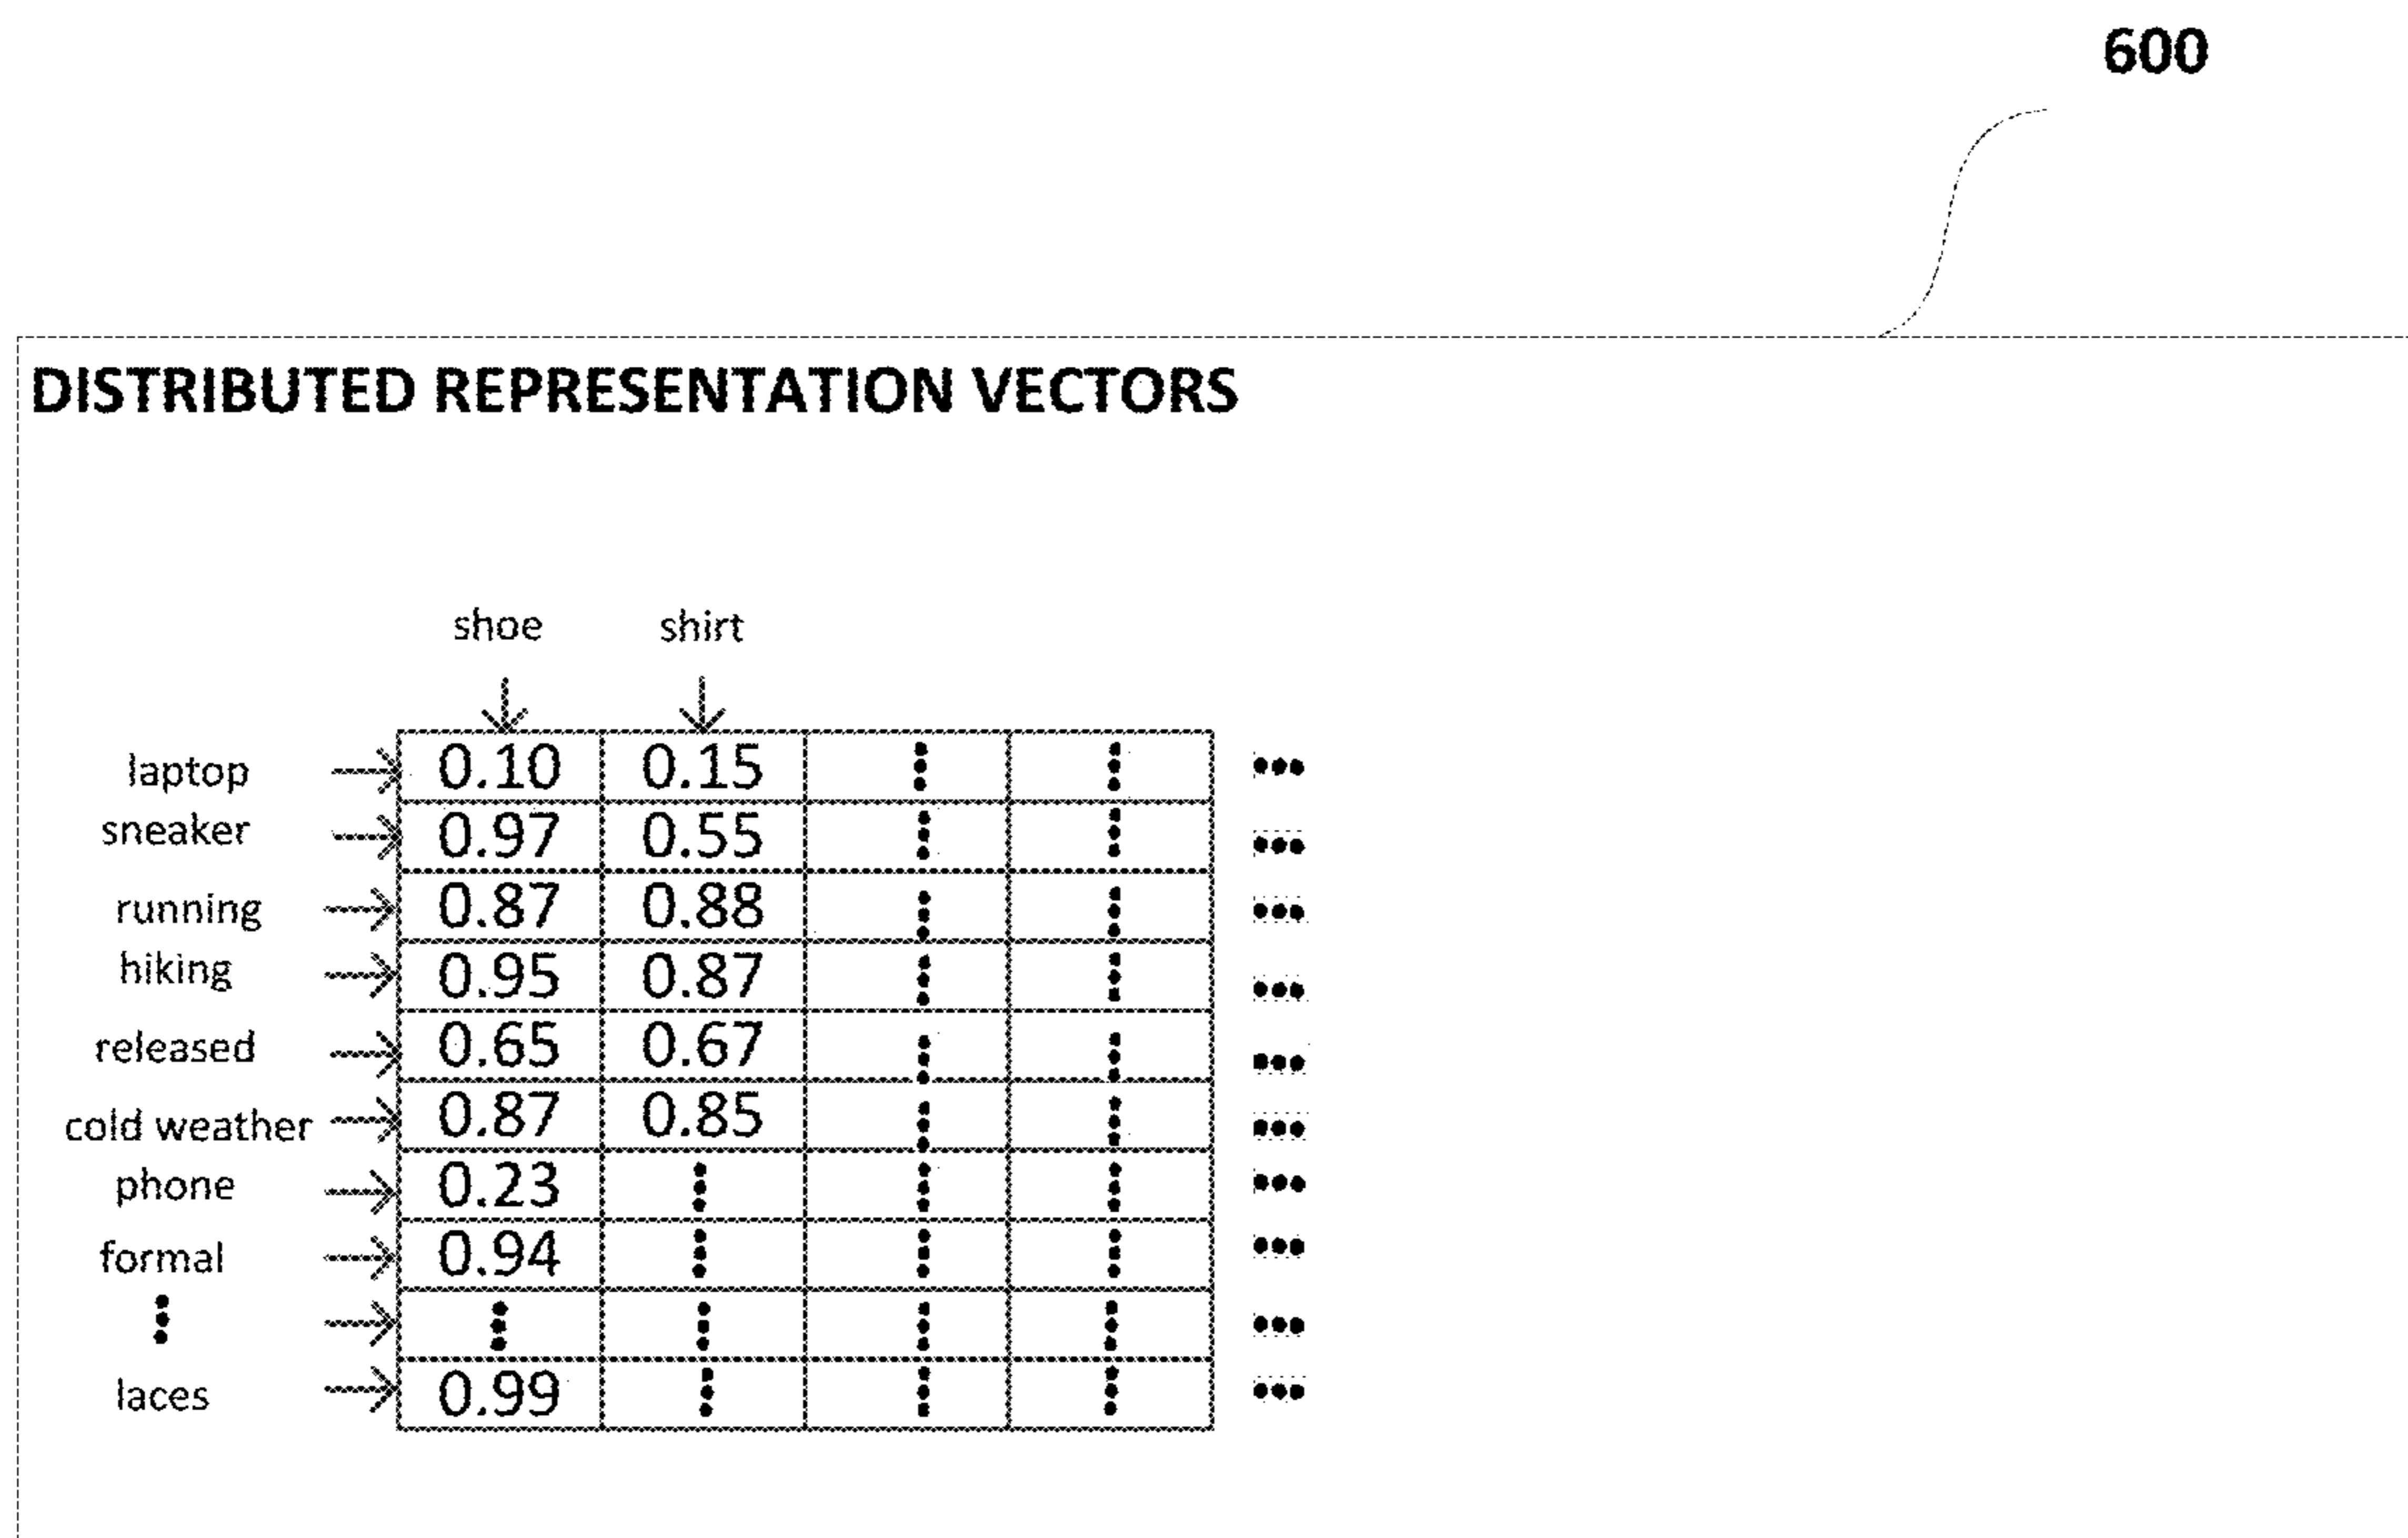 600
DISTRIBUTED REPRESENTATION VECTORS
shoe shirt
laptop 0.10 0.15
sneaker 0.97 0.55
running 0.87 0.88
hiking 0.95 0.87
released 0.65 0.67
cold weather 0.87 0.85
phone 0.23
formal 0.94
laces 0.99